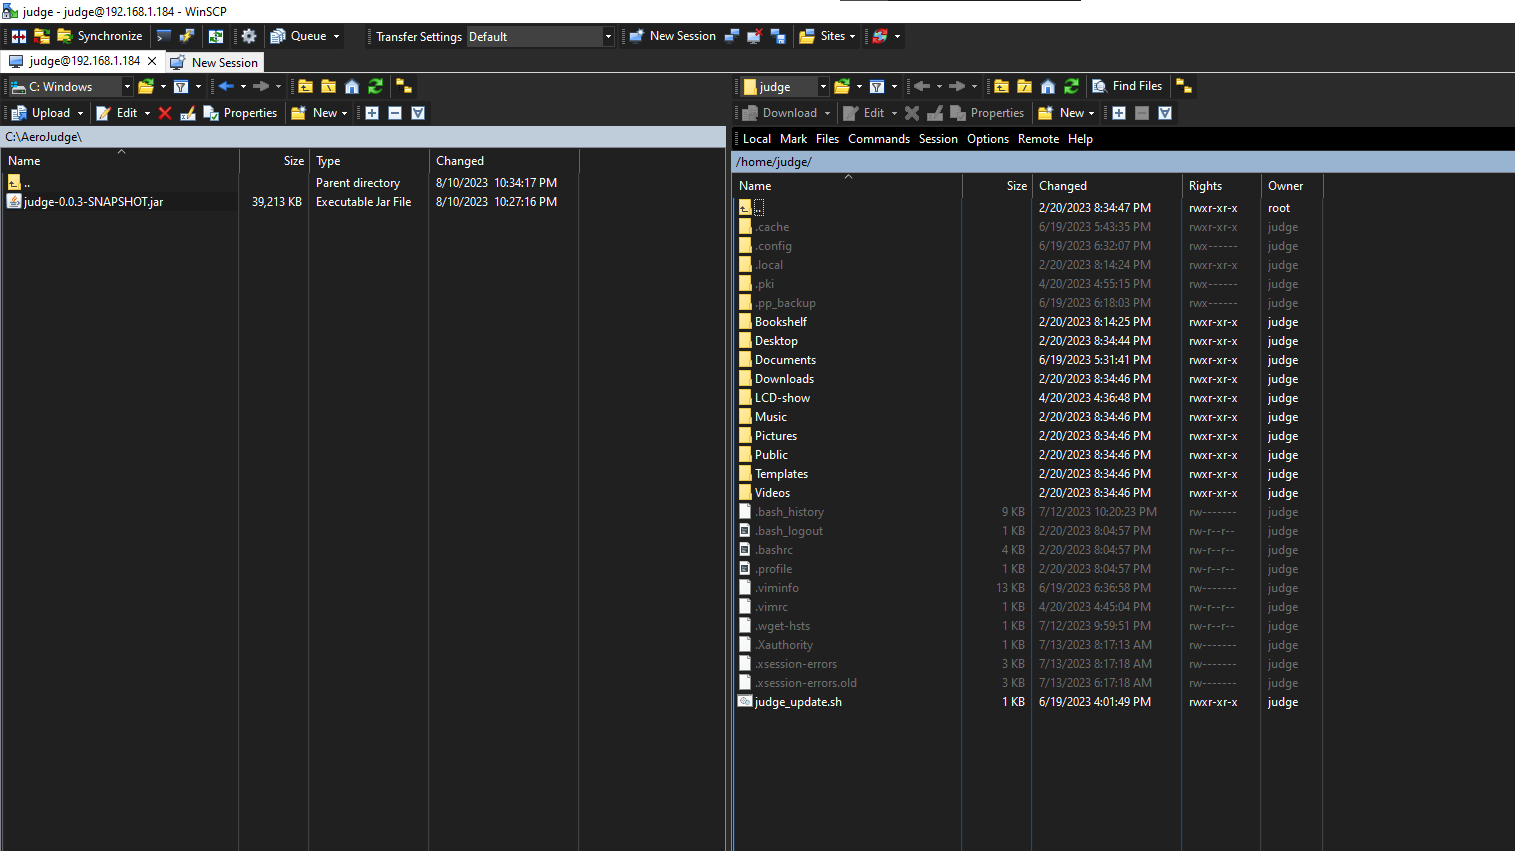 judge - judge@192.168.1.184 - WinSCP
Synchronize Queue Transfer Settings Default New Session Sites
judge@192.168.1.184 New Session
C: Windows
Upload Edit Properties New
C:\AeroJudge\
Name Size Type Changed
.. Parent directory 8/10/2023 10:34:17 PM
judge-0.0.3-SNAPSHOT.jar 39,213 KB Executable Jar File 8/10/2023 10:27:16 PM
judge Find Files
Download Edit Properties New
Local Mark Files Commands Session Options Remote Help
/home/judge/
Name Size Changed Rights Owner
.. 2/20/2023 8:34:47 PM rwxr-xr-x root
.cache 6/19/2023 5:43:35 PM rwxr-xr-x judge
.config 6/19/2023 6:32:07 PM rwx------ judge
.local 2/20/2023 8:14:24 PM rwxr-xr-x judge
.pki 4/20/2023 4:55:15 PM rwx------ judge
.pp_backup 6/19/2023 6:18:03 PM rwx------ judge
Bookshelf 2/20/2023 8:14:25 PM rwxr-xr-x judge
Desktop 2/20/2023 8:34:44 PM rwxr-xr-x judge
Documents 6/19/2023 5:31:41 PM rwxr-xr-x judge
Downloads 2/20/2023 8:34:46 PM rwxr-xr-x judge
LCD-show 4/20/2023 4:36:48 PM rwxr-xr-x judge
Music 2/20/2023 8:34:46 PM rwxr-xr-x judge
Pictures 2/20/2023 8:34:46 PM rwxr-xr-x judge
Public 2/20/2023 8:34:46 PM rwxr-xr-x judge
Templates 2/20/2023 8:34:46 PM rwxr-xr-x judge
Videos 2/20/2023 8:34:46 PM rwxr-xr-x judge
.bash_history 9 KB 7/12/2023 10:20:23 PM rw------- judge
.bash_logout 1 KB 2/20/2023 8:04:57 PM rw-r--r-- judge
.bashrc 4 KB 2/20/2023 8:04:57 PM rw-r--r-- judge
.profile 1 KB 2/20/2023 8:04:57 PM rw-r--r-- judge
.viminfo 13 KB 6/19/2023 6:36:58 PM rw------- judge
.vimrc 1 KB 4/20/2023 4:45:04 PM rw-r--r-- judge
.wget-hsts 1 KB 7/12/2023 9:59:51 PM rw-r--r-- judge
.Xauthority 1 KB 7/13/2023 8:17:13 AM rw------- judge
.xsession-errors 3 KB 7/13/2023 8:17:18 AM rw------- judge
.xsession-errors.old 3 KB 7/13/2023 6:17:18 AM rw------- judge
judge_update.sh 1 KB 6/19/2023 4:01:49 PM rwxr-xr-x judge